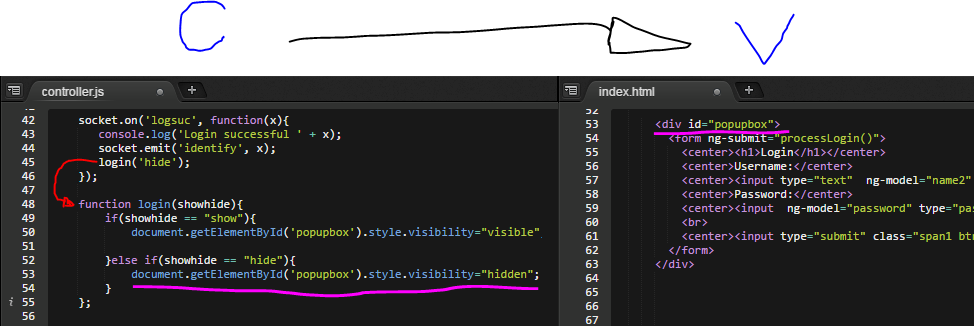 C V
controller.js
41
42 socket.on('logsuc', function(x){
43 console.log('Login successful ' + x);
44 socket.emit('identify', x);
45 login('hide');
46 });
47
48 function login(showhide){
49 if(showhide == "show"){
50 document.getElementById('popupbox').style.visibility="visible"
51
52 }else if(showhide == "hide"){
53 document.getElementById('popupbox').style.visibility="hidden";
54 }
i 55 };
56
index.html
52
53 <div id="popupbox">
54 <form ng-submit="processLogin()">
55 <center><h1>Login</h1></center>
56 <center>Username:</center>
57 <center><input type="text" ng-model="name2"
58 <center>Password:</center>
59 <center><input ng-model="password" type="pas
60 <br>
61 <center><input type="submit" class="span1 btn
62 </form>
63 </div>
64
65
66
67